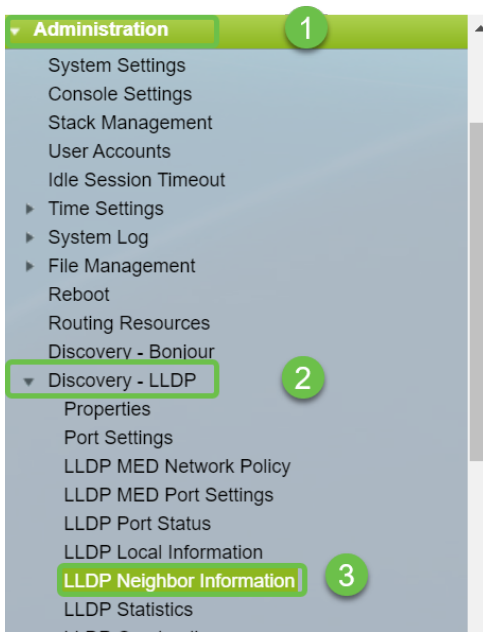 Administration 1
System Settings
Console Settings
Stack Management
User Accounts
Idle Session Timeout
Time Settings
System Log
File Management
Reboot
Routing Resources
Discovery - Bonjour
Discovery - LLDP 2
Properties
Port Settings
LLDP MED Network Policy
LLDP MED Port Settings
LLDP Port Status
LLDP Local Information
LLDP Neighbor Information 3
LLDP Statistics